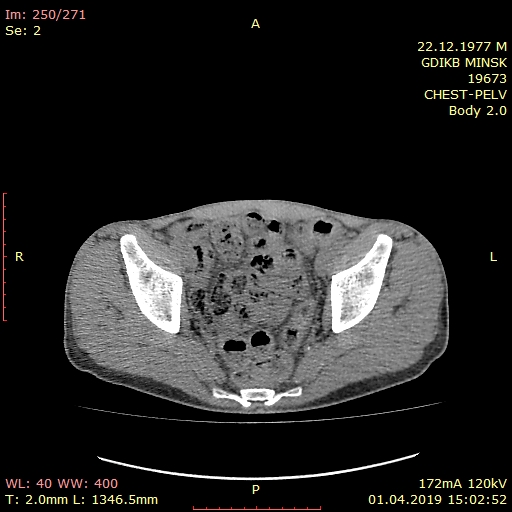 Im: 250/271
Se: 2
A
22.12.1977 M
GDIKB MINSK
19673
CHEST-PELV
Body 2.0
R
L
WL: 40 WW: 400
T: 2.0mm L: 1346.5mm
P
172mA 120kV
01.04.2019 15:02:52